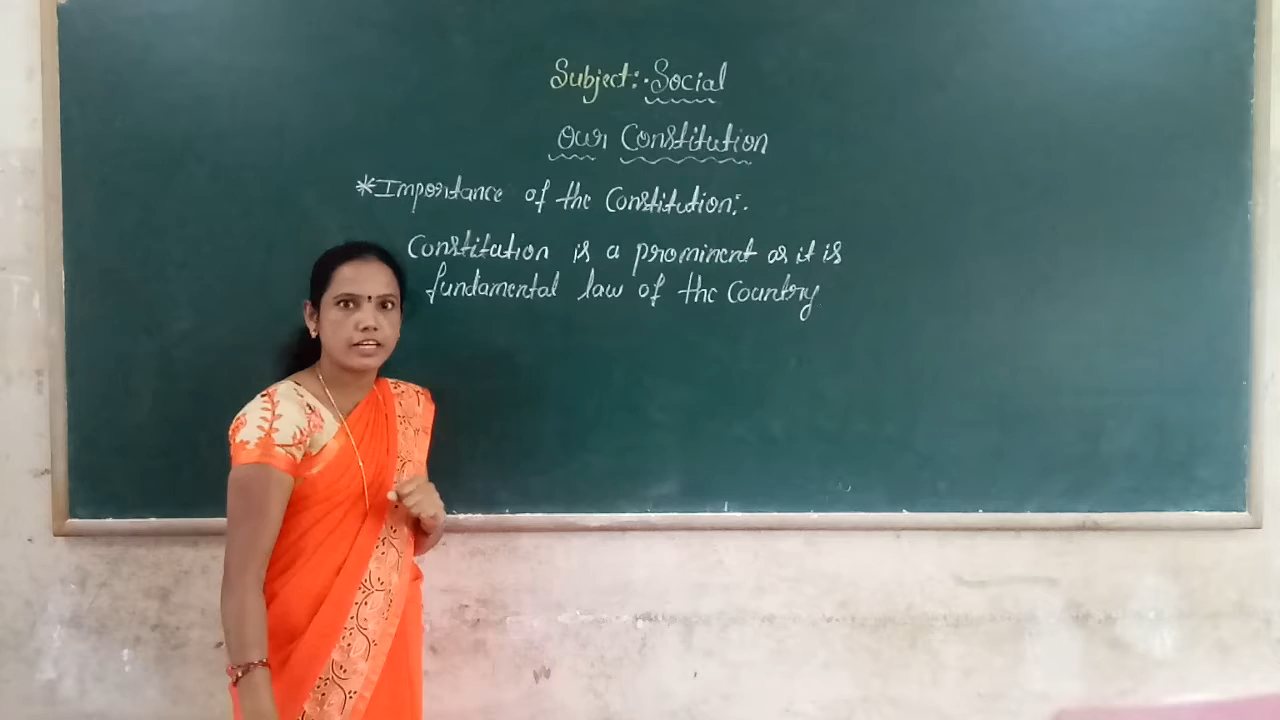 Subject:- Social
Our Constitution
*Importance of the Constitution:-
Constitution is a prominent as it is
fundamental law of the Country